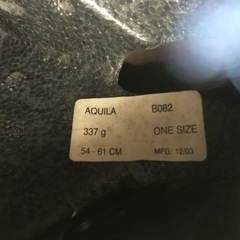 AQUILA B082
337 g ONE SIZE
54 - 61 CM MFG. 12/03